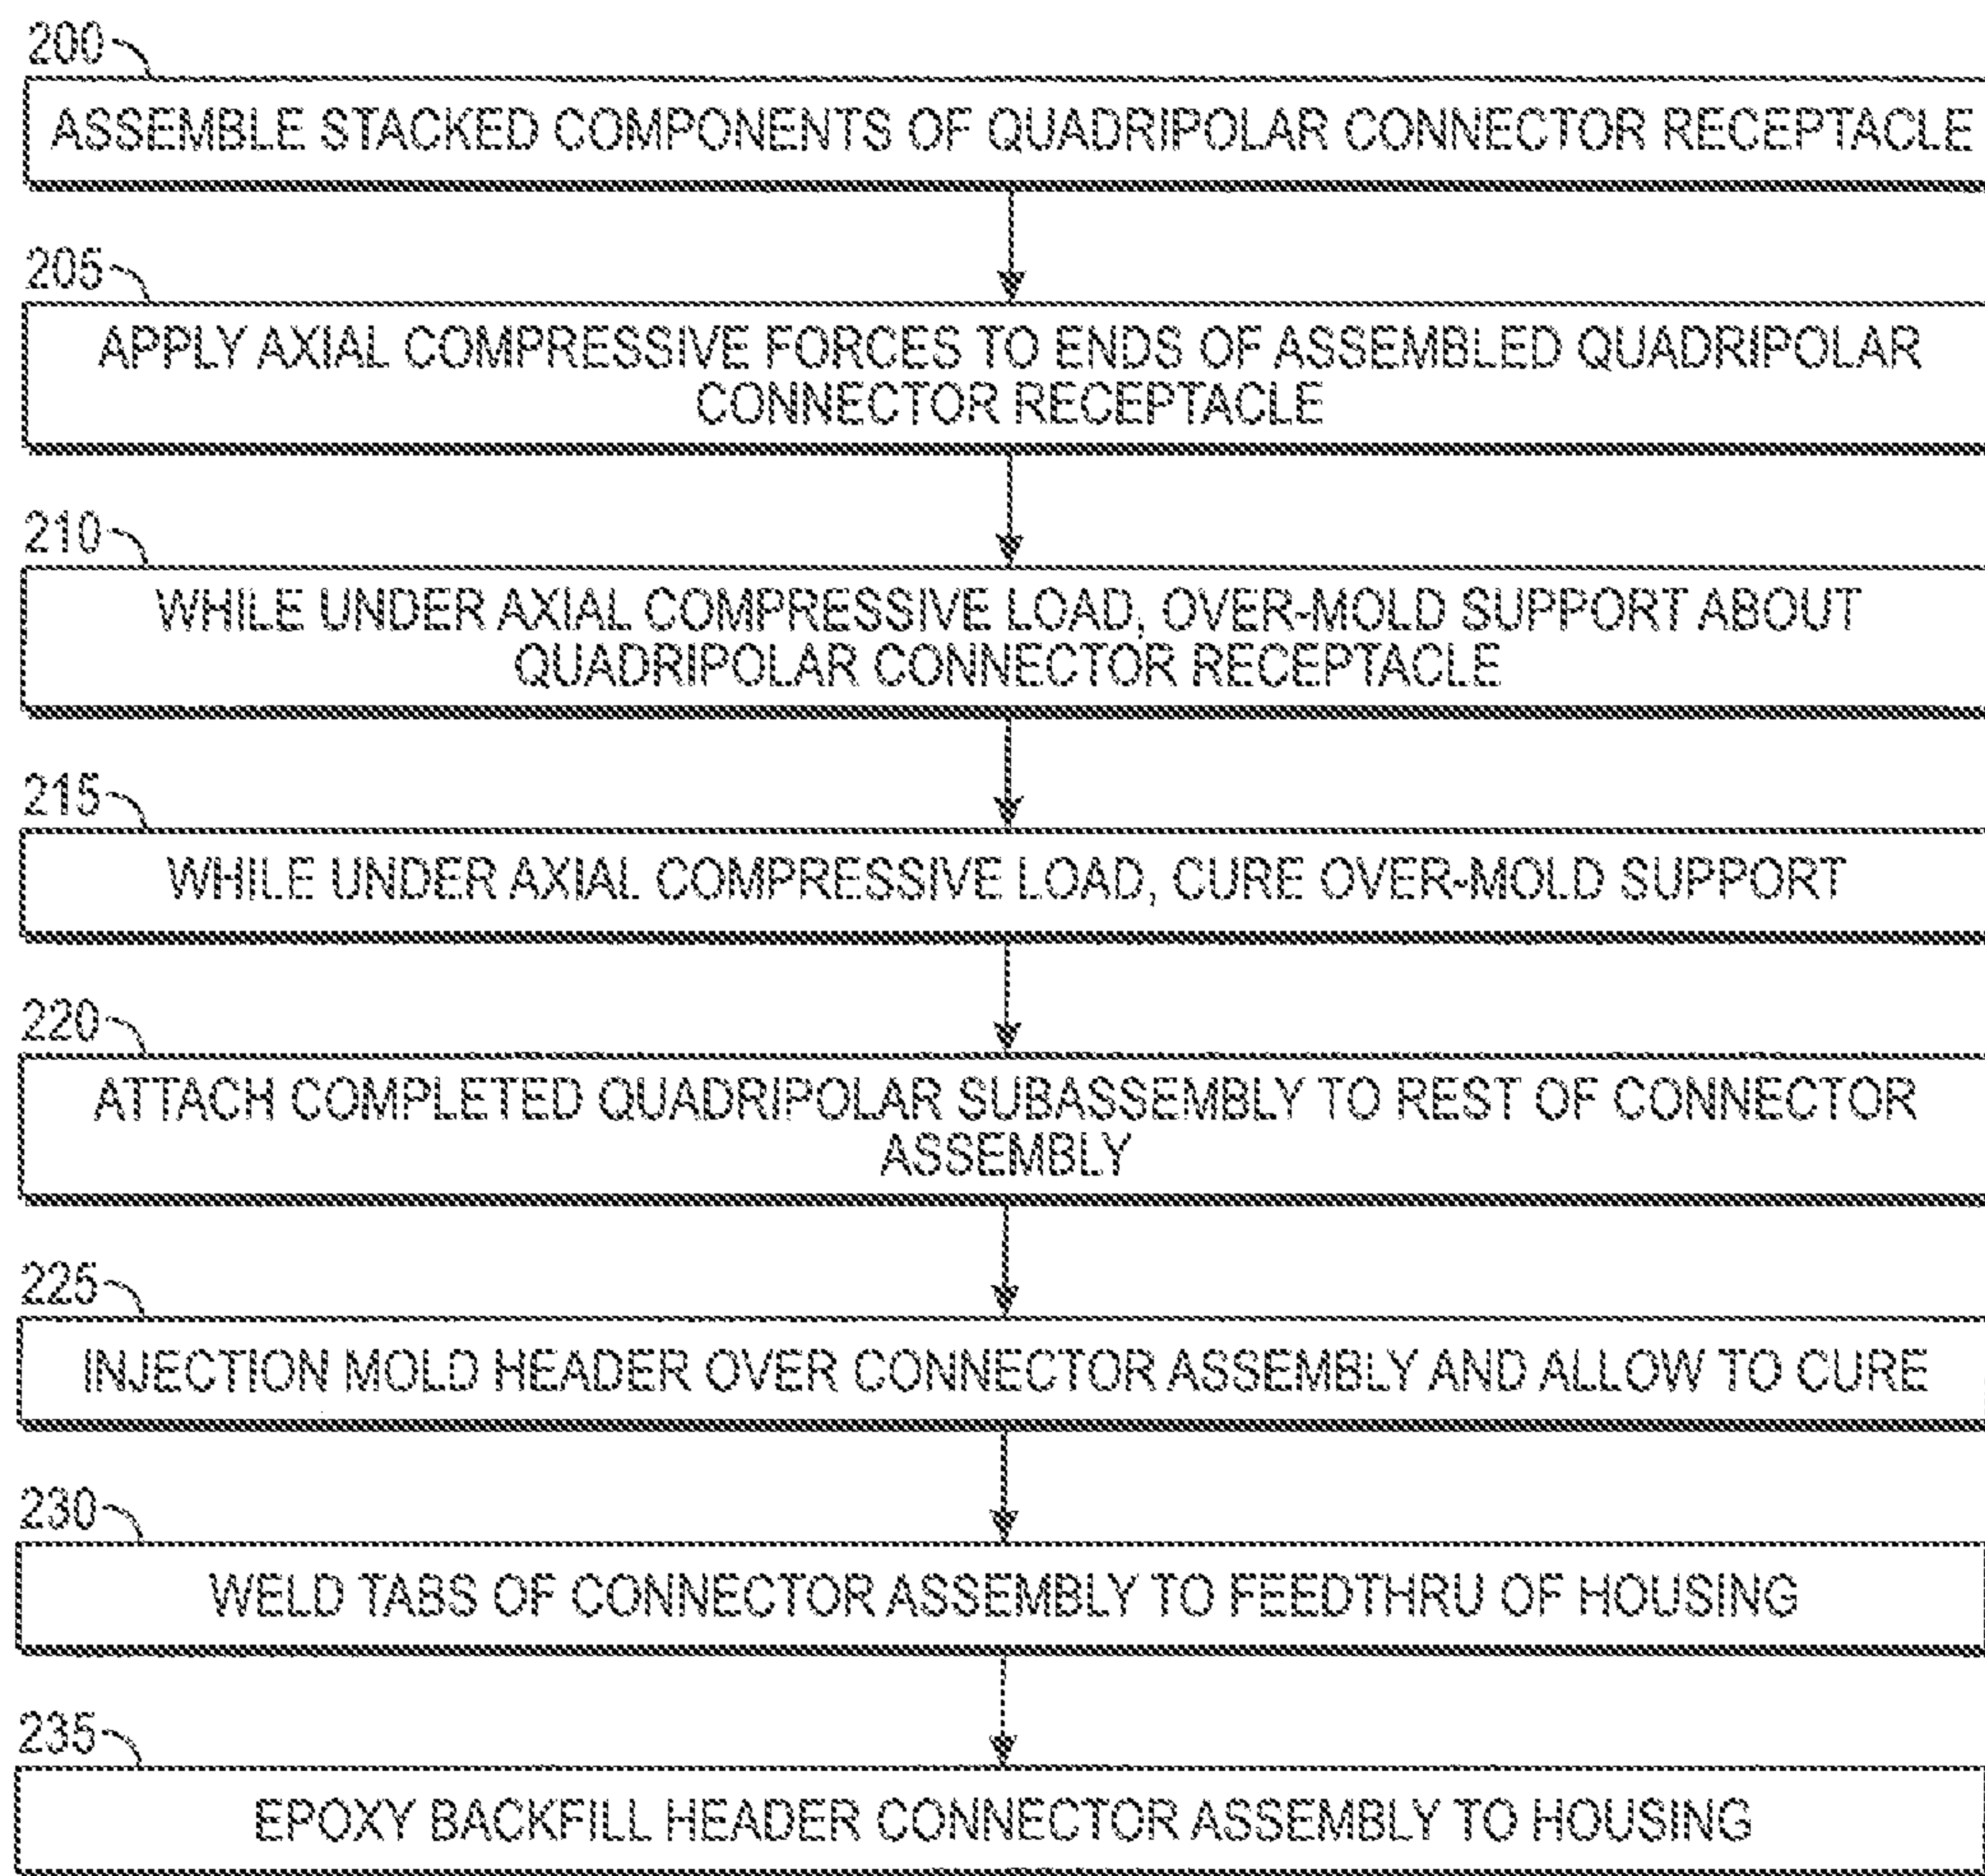 200
ASSEMBLE STACKED COMPONENTS OF QUADRIPOLAR CONNECTOR RECEPTACLE
205
APPLY AXIAL COMPRESSIVE FORCES TO ENDS OF ASSEMBLED QUADRIPOLAR
CONNECTOR RECEPTACLE
210
WHILE UNDER AXIAL COMPRESSIVE LOAD, OVER-MOLD SUPPORT ABOUT
QUADRIPOLAR CONNECTOR RECEPTACLE
215
WHILE UNDER AXIAL COMPRESSIVE LOAD, CURE OVER-MOLD SUPPORT
220
ATTACH COMPLETED QUADRIPOLAR SUBASSEMBLY TO REST OF CONNECTOR
ASSEMBLY
225
INJECTION MOLD HEADER OVER CONNECTOR ASSEMBLY AND ALLOW TO CURE
230
WELD TABS OF CONNECTOR ASSEMBLY TO FEEDTHRU OF HOUSING
235
EPOXY BACKFILL HEADER CONNECTOR ASSEMBLY TO HOUSING